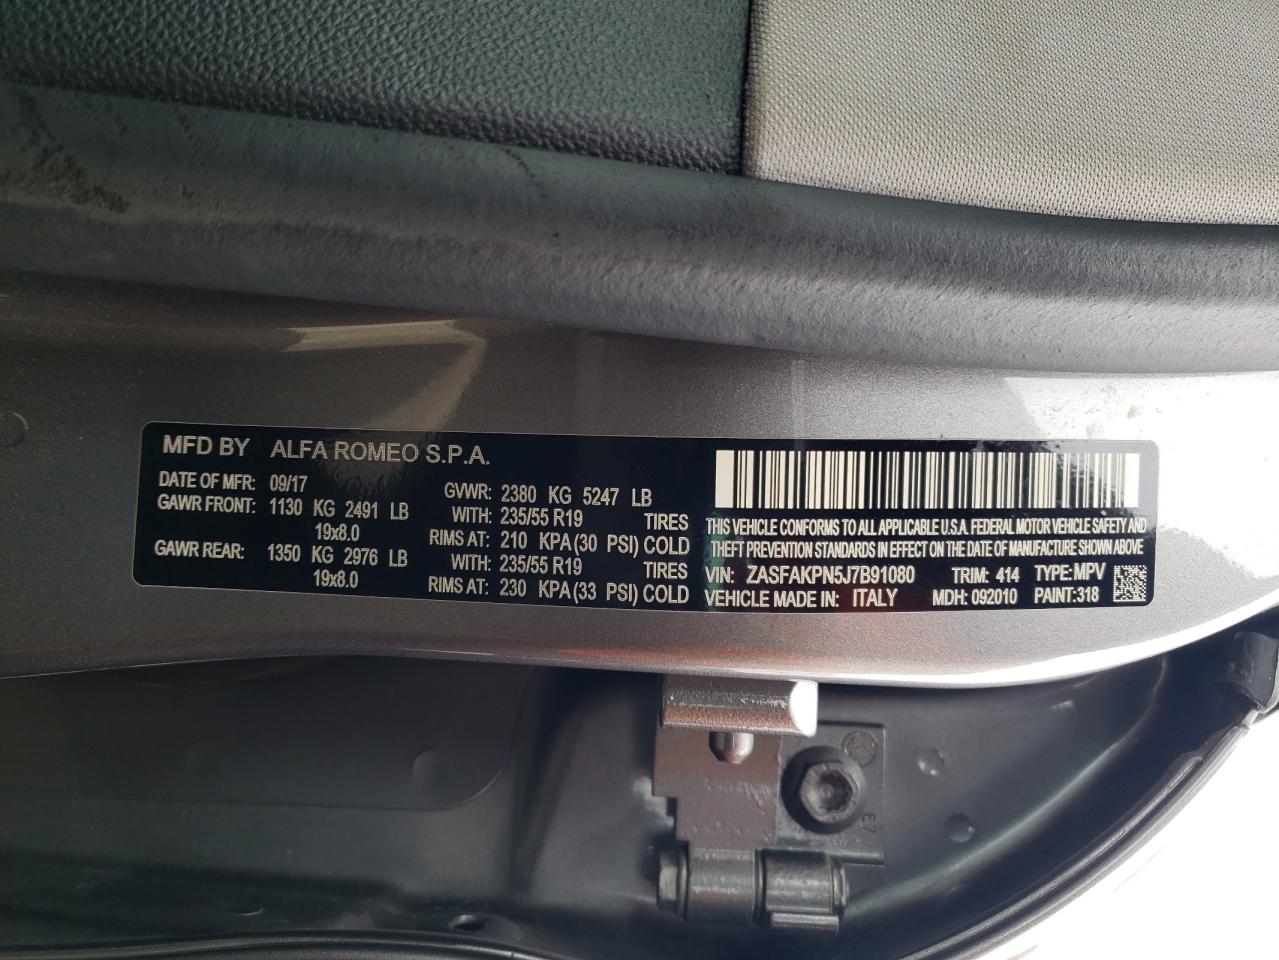 MFD BY ALFA ROMEO S.P.A.
DATE OF MFR: 09/17
GAWR FRONT: 1130 KG 2491 LB
19x8.0
GAWR REAR: 1350 KG 2976 LB
19x8.0
GVWR: 2380 KG 5247 LB
WITH: 235/55 R19 TIRES
RIMS AT: 210 KPA (30 PSI) COLD
WITH: 235/55 R19 TIRES
RIMS AT: 230 KPA (33 PSI) COLD
THIS VEHICLE CONFORMS TO ALL APPLICABLE U.S.A. FEDERAL MOTOR VEHICLE SAFETY AND
THEFT PREVENTION STANDARDS IN EFFECT ON THE DATE OF MANUFACTURE SHOWN ABOVE
VIN: ZASFAKPN5J7B91080 TRIM: 414 TYPE: MPV
VEHICLE MADE IN: ITALY MDH: 092010 PAINT:318
E7